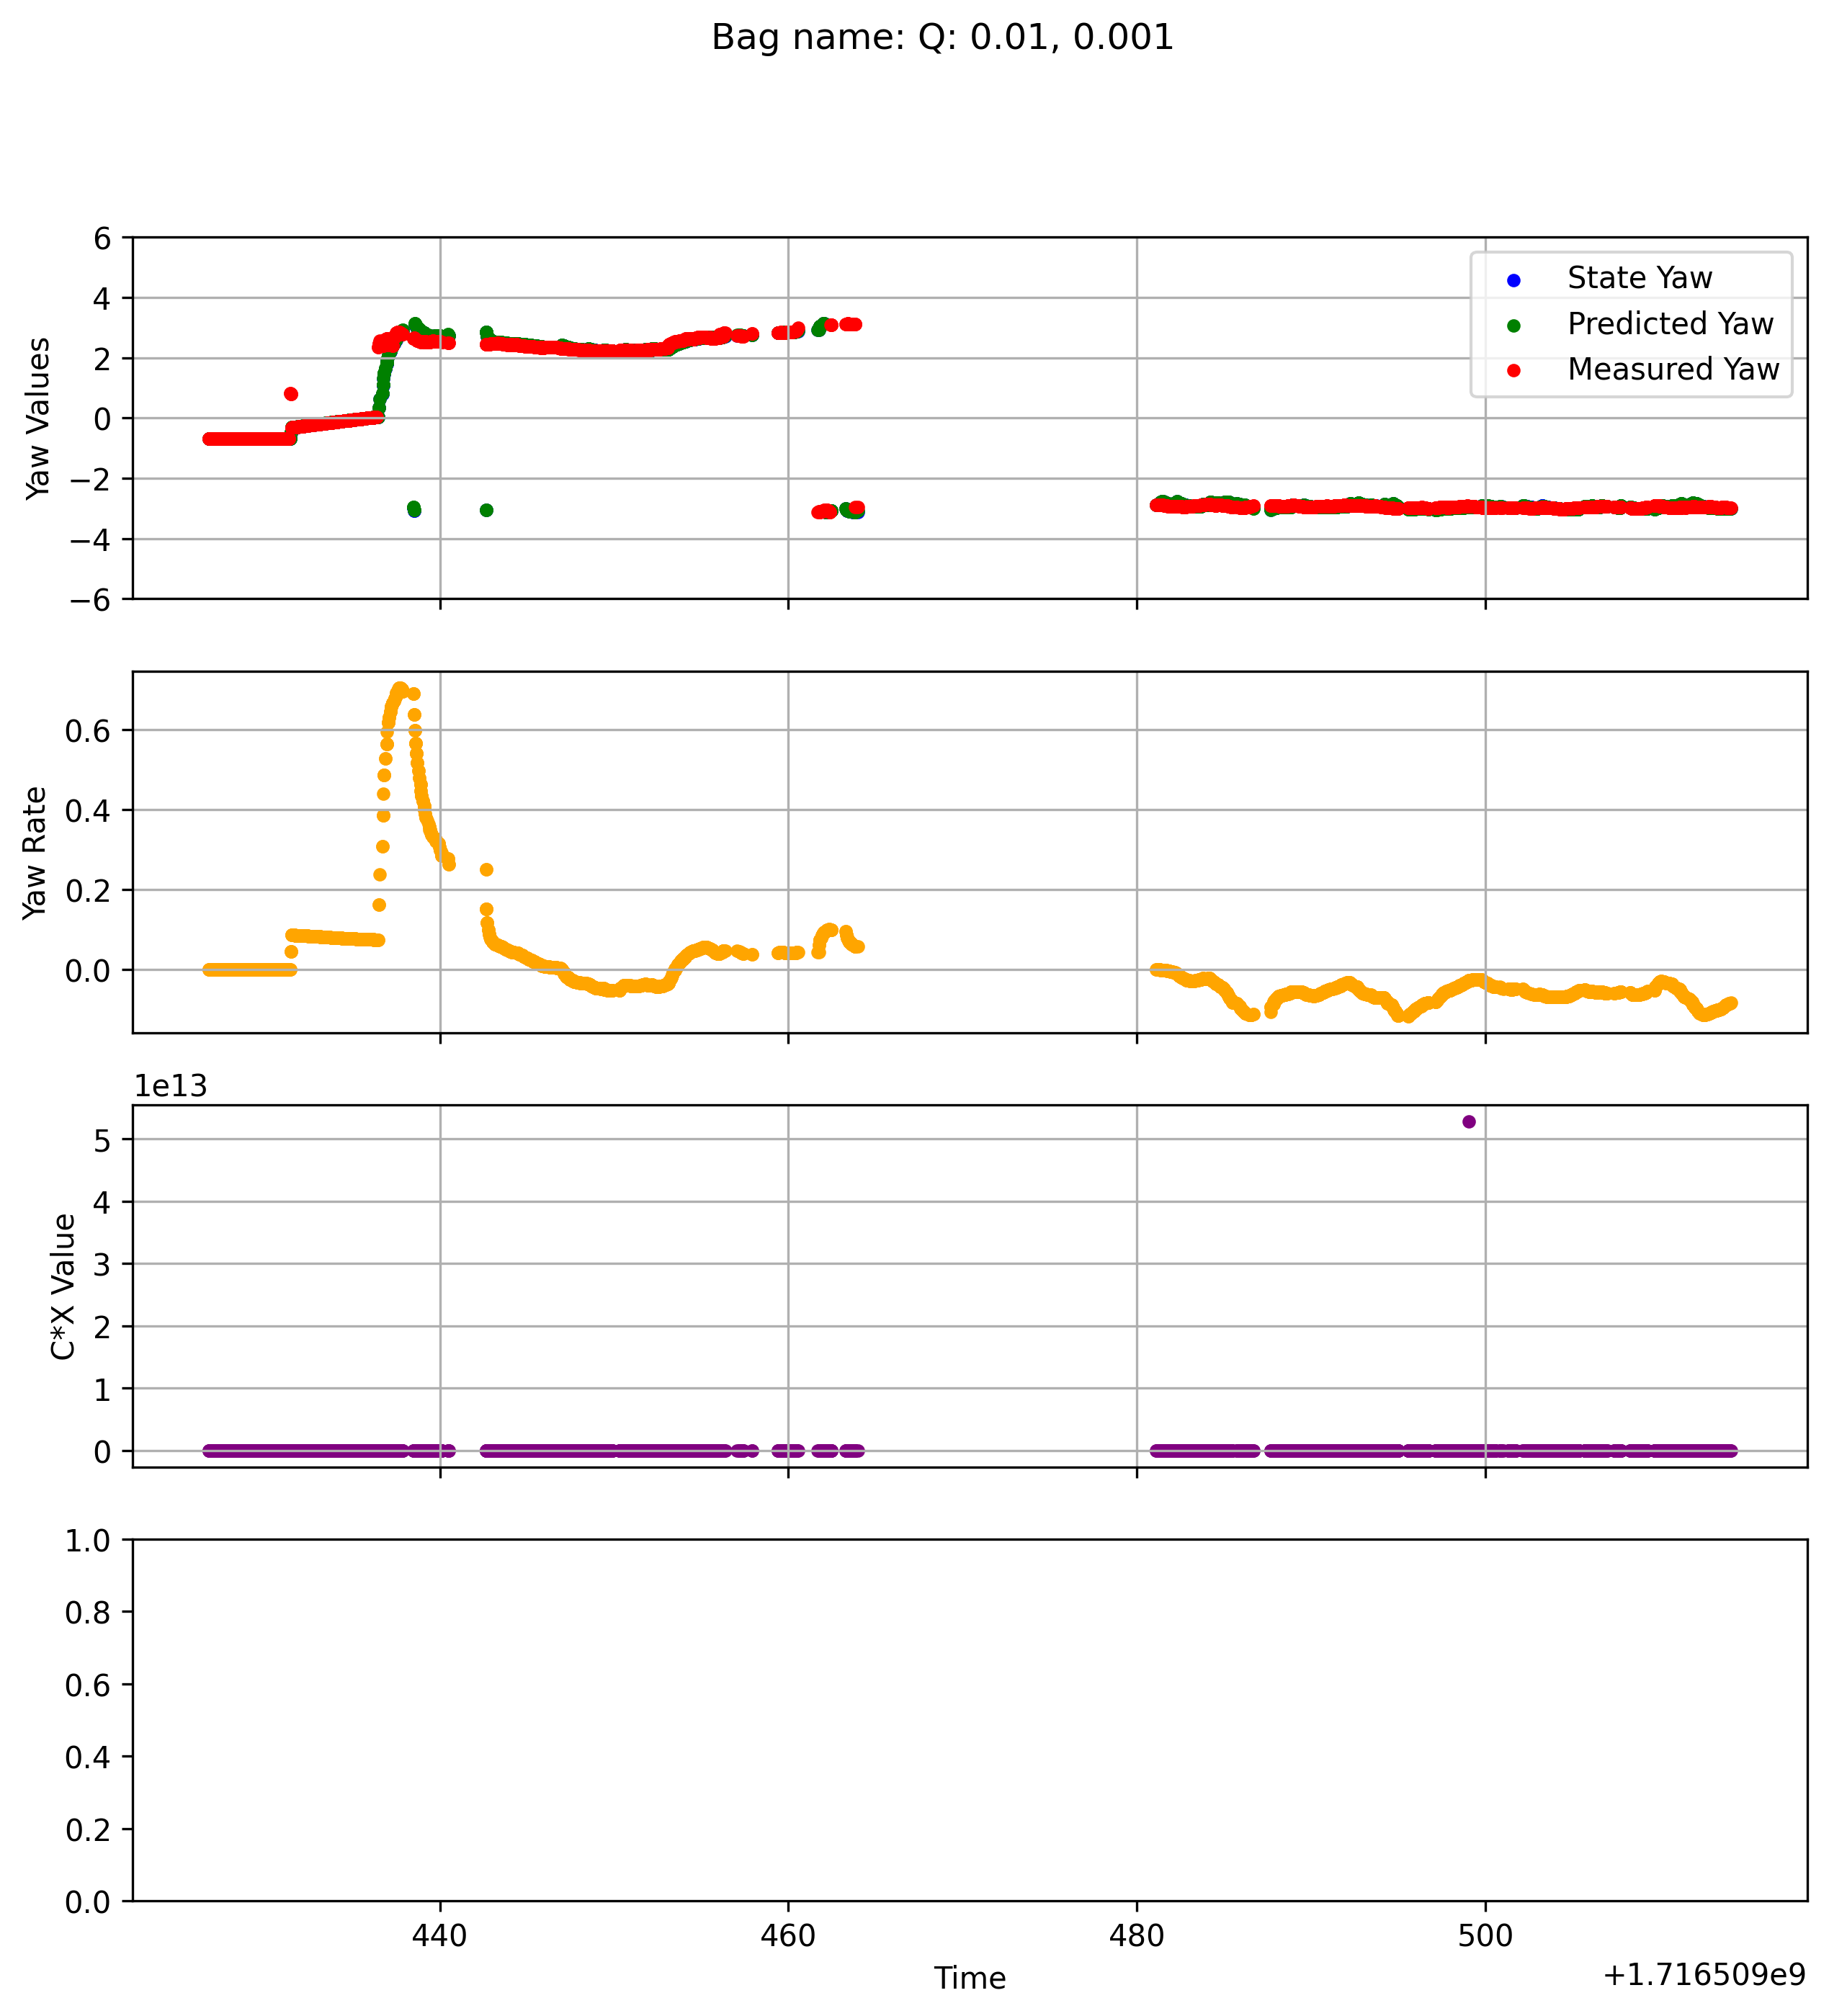 Bag name: Q: 0.01, 0.001
6
4
2
0
−2
−4
−6
Yaw Values
State Yaw
Predicted Yaw
Measured Yaw
0.6
0.4
0.2
0.0
Yaw Rate
1e13
5
4
3
2
1
0
C*X Value
1.0
0.8
0.6
0.4
0.2
0.0
440 460 480 500
Time
+1.716509e9